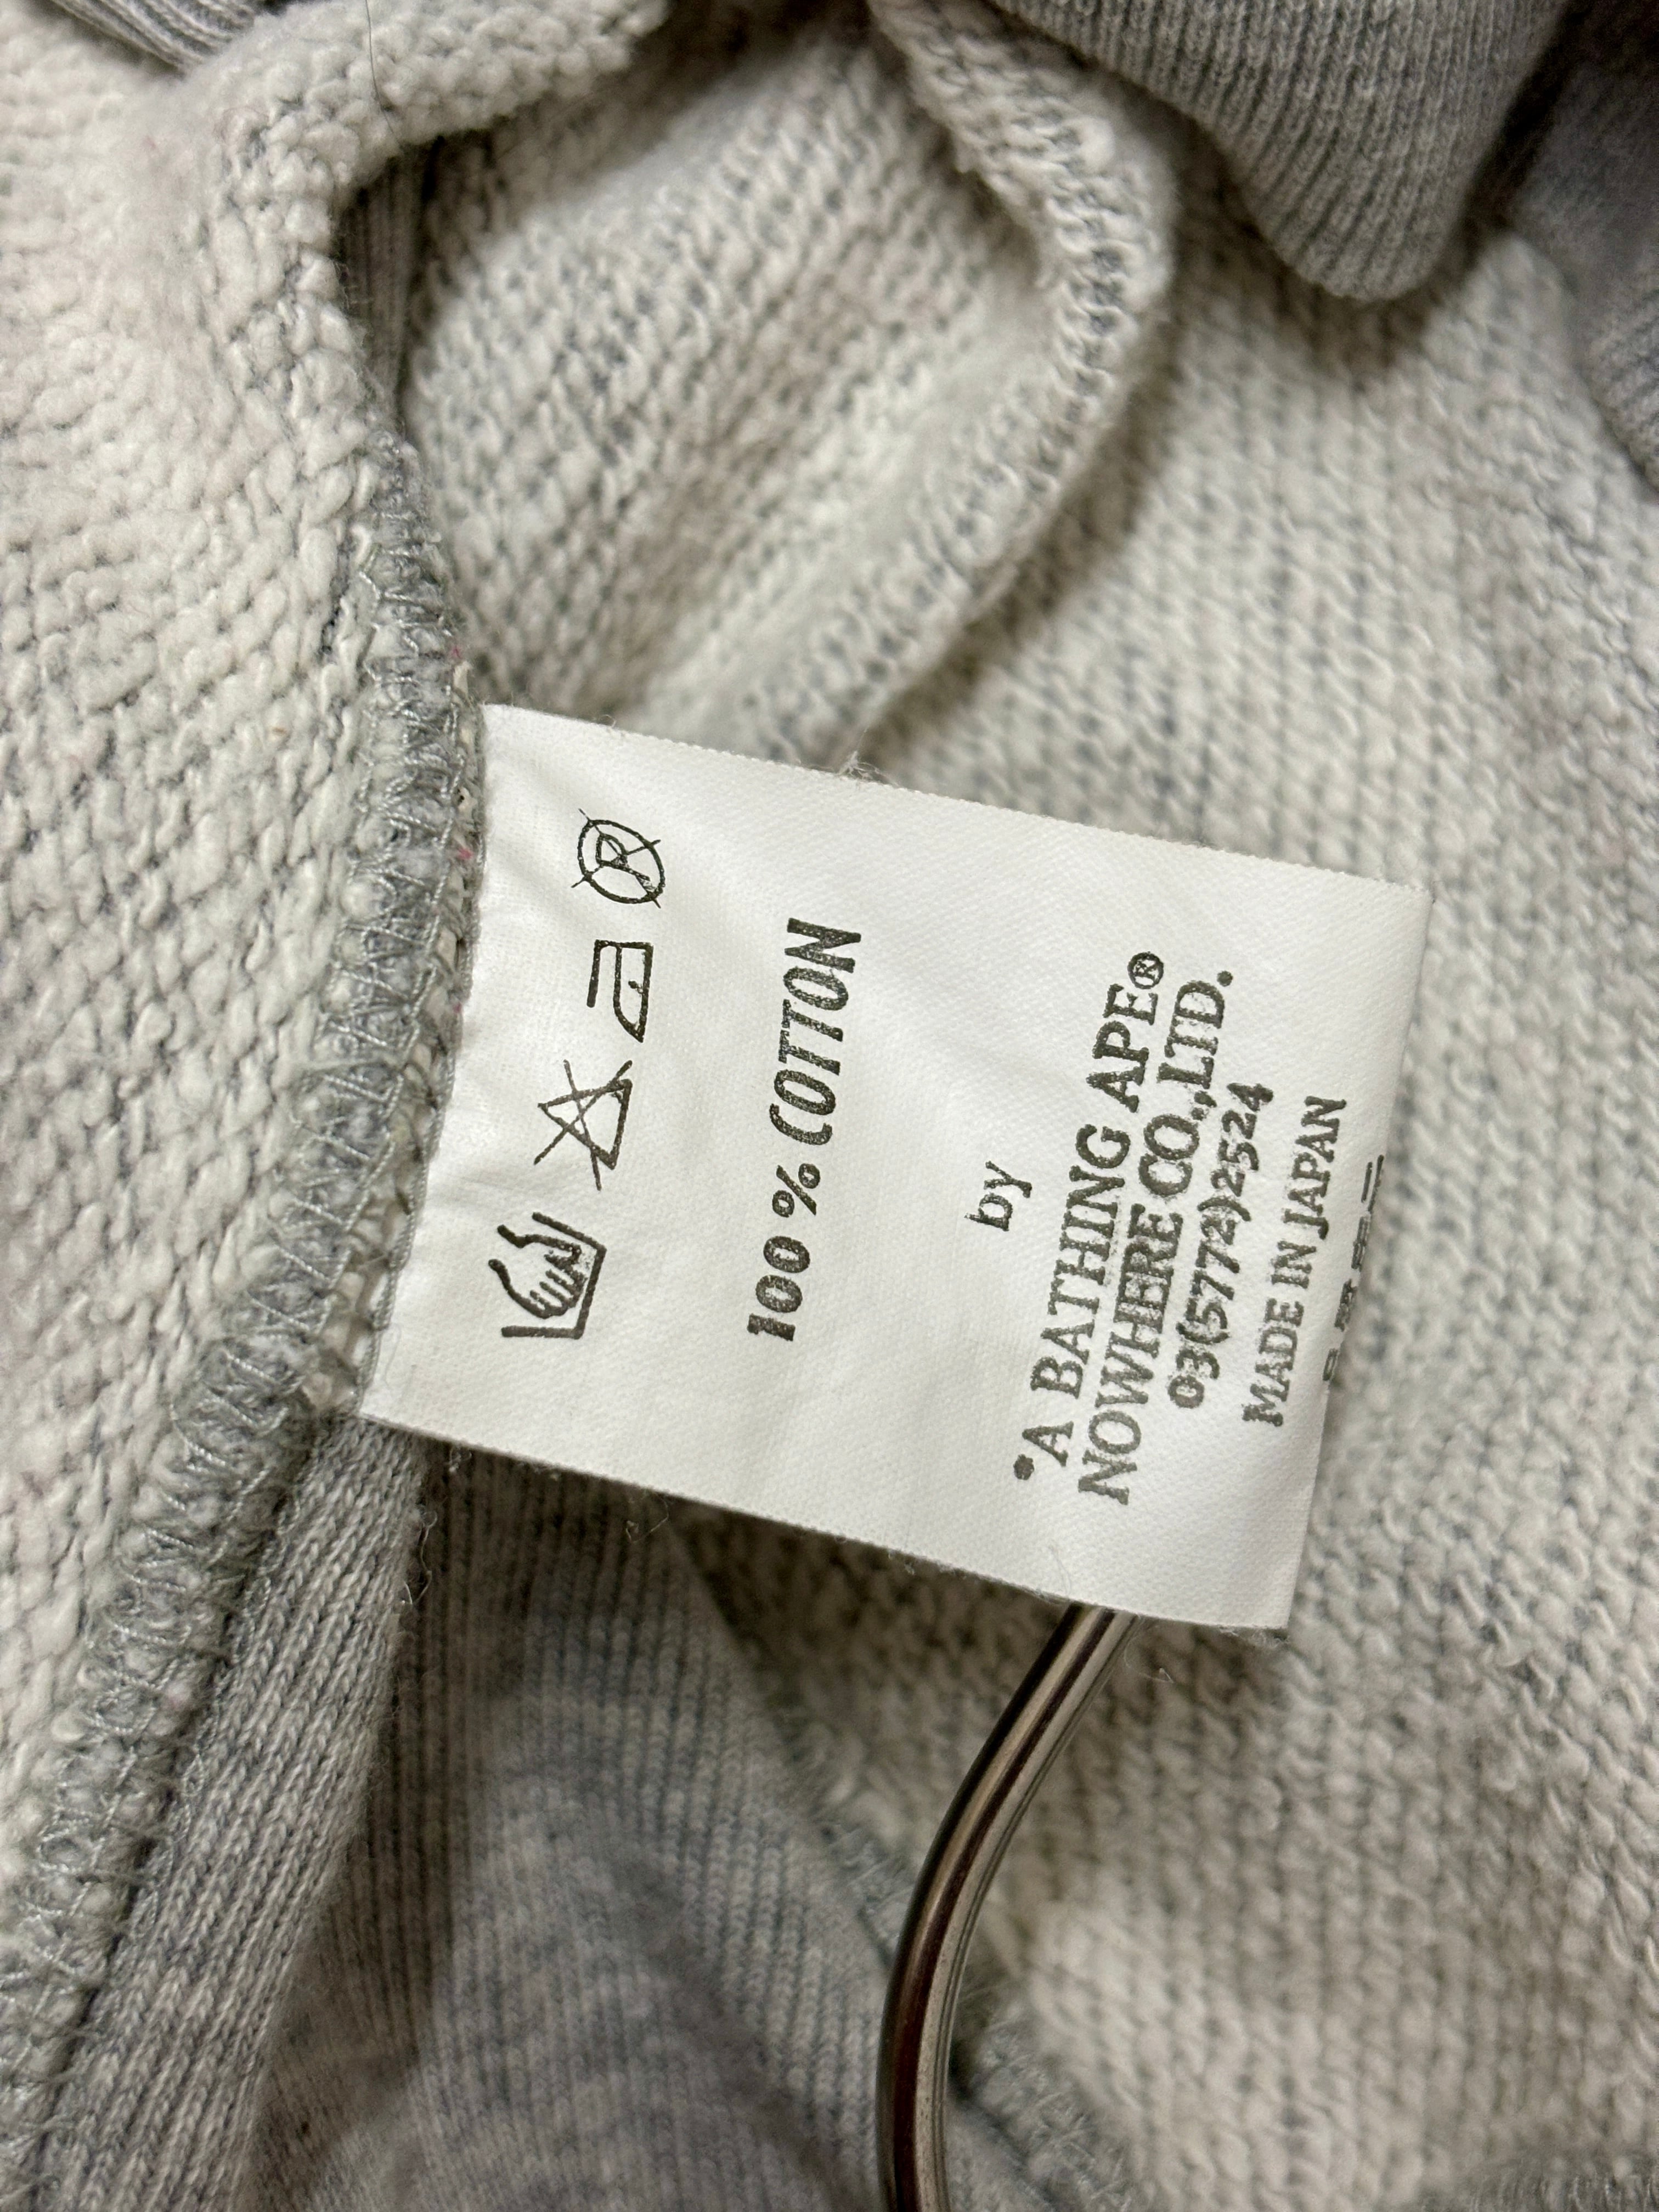 100 % COTTON
by
•A BATHING APE®
NOWHERE CO.,LTD.
03(5772)2524
MADE IN JAPAN